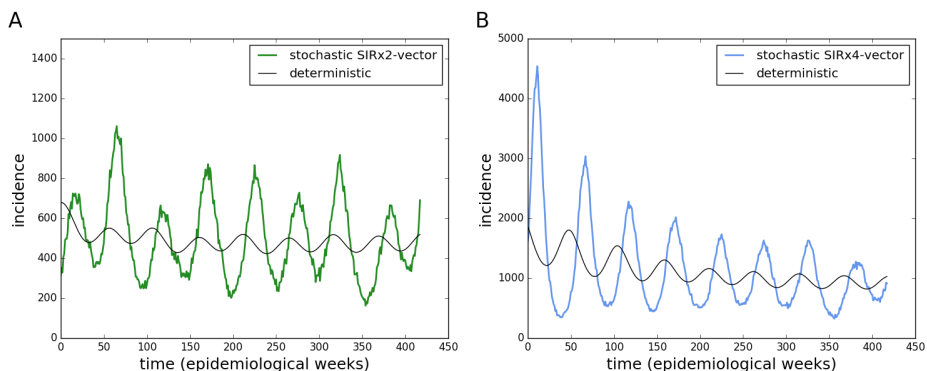 A
B
stochastic SIRx2-vector
deterministic
1400
1200
1000
800
600
400
200
0
incidence
0 50 100 150 200 250 300 350 400 450
time (epidemiological weeks)
stochastic SIRx4-vector
deterministic
5000
4000
3000
2000
1000
0
incidence
0 50 100 150 200 250 300 350 400 450
time (epidemiological weeks)